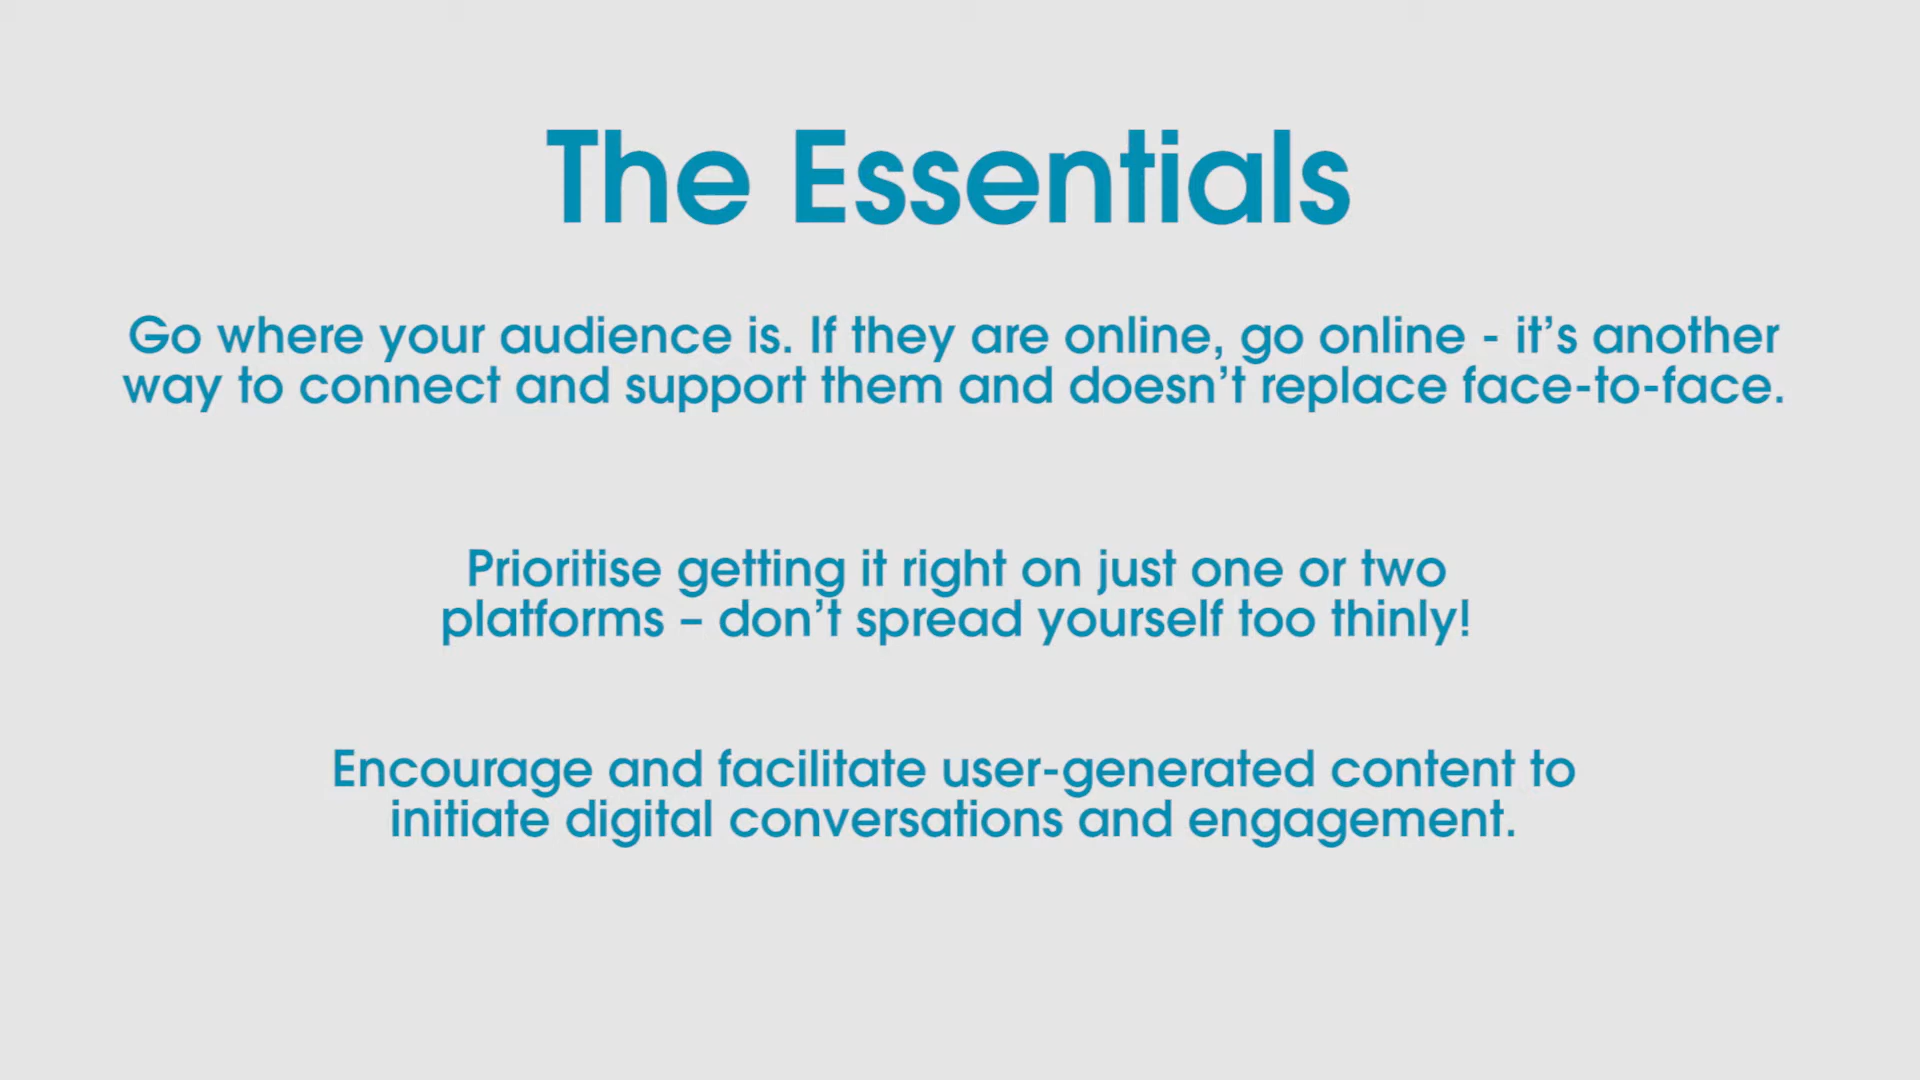 The Essentials
Go where your audience is. If they are online, go online - it’s another
way to connect and support them and doesn’t replace face-to-face.
Prioritise getting it right on just one or two
platforms – don’t spread yourself too thinly!
Encourage and facilitate user-generated content to
initiate digital conversations and engagement.